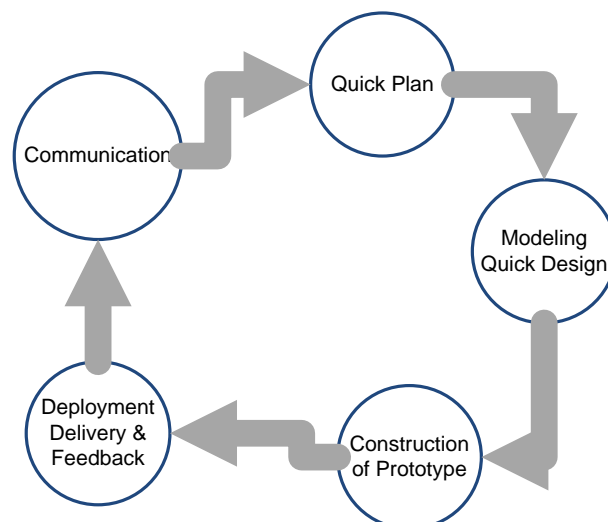 Quick Plan
Communication
Modeling
Quick Design
Construction
of Prototype
Deployment
Delivery &
Feedback